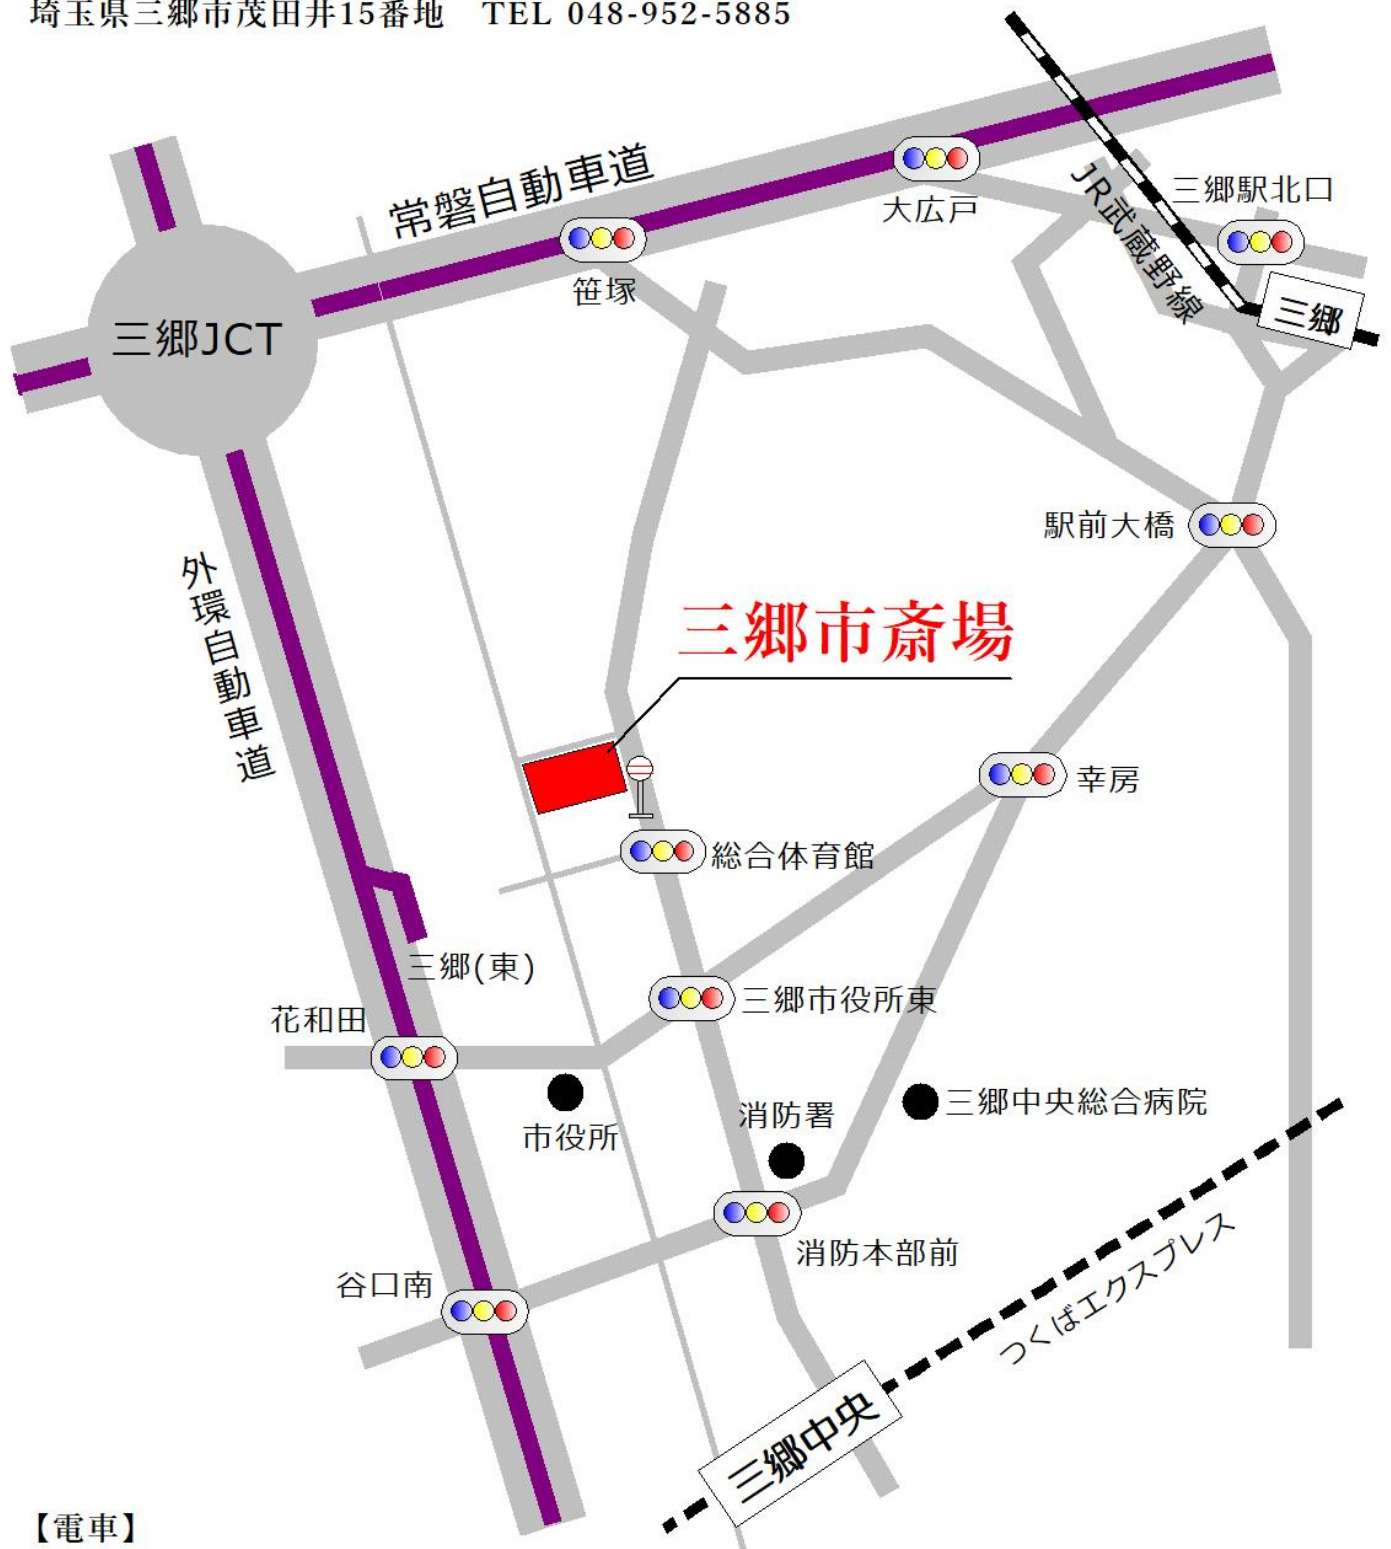 埼玉県三郷市茂田井15番地　TEL 048-952-5885
常磐自動車道
大広戸
三郷駅北口
JR武蔵野線
笹塚
三郷
三郷JCT
駅前大橋
外環自動車道
三郷市斎場
幸房
総合体育館
三郷(東)
三郷市役所東
花和田
三郷中央総合病院
消防署
市役所
消防本部前
つくばエクスプレス
谷口南
三郷中央
【電車】